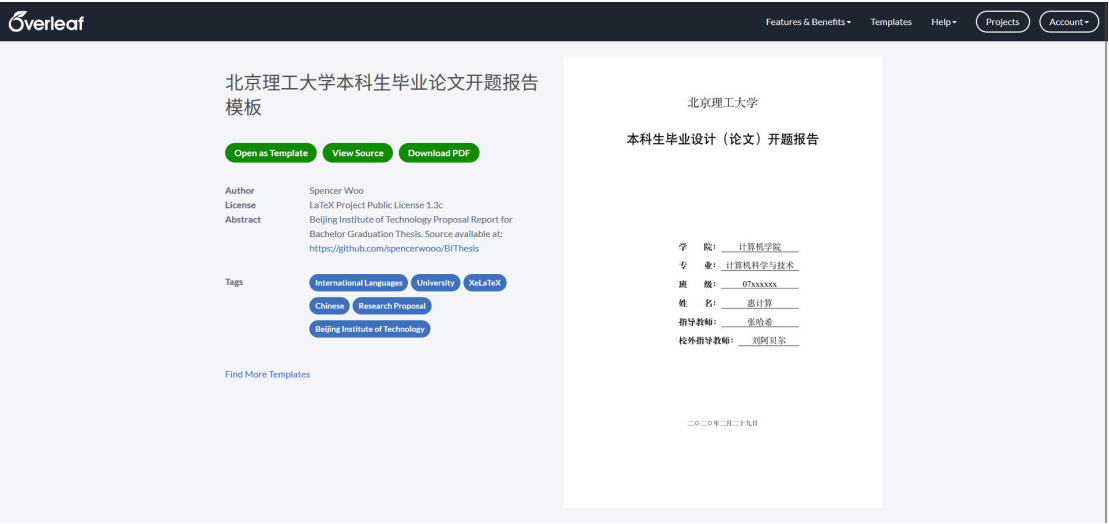 Overleaf
Features & Benefits
Templates
Help
Projects
Account
北京理工大学本科生毕业论文开题报告
模板
Open as Template
View Source
Download PDF
Author
Spencer Woo
License
LaTeX Project Public License 1.3c
Abstract
Beijing Institute of Technology Proposal Report for
Bachelor Graduation Thesis. Source available at:
https://github.com/spencerwooo/BIThesis
Tags
International Languages
University
XeLaTeX
Chinese
Research Proposal
Beijing Institute of Technology
Find More Templates
北京理工大学
本科生毕业设计（论文）开题报告
学 院： 计算机学院
专 业： 计算机科学与技术
班 级： 07xxxxxx
姓 名： 惠计算
指导教师： 张哈希
校外指导教师： 刘阿贝尔
二〇二〇年二月二十九日